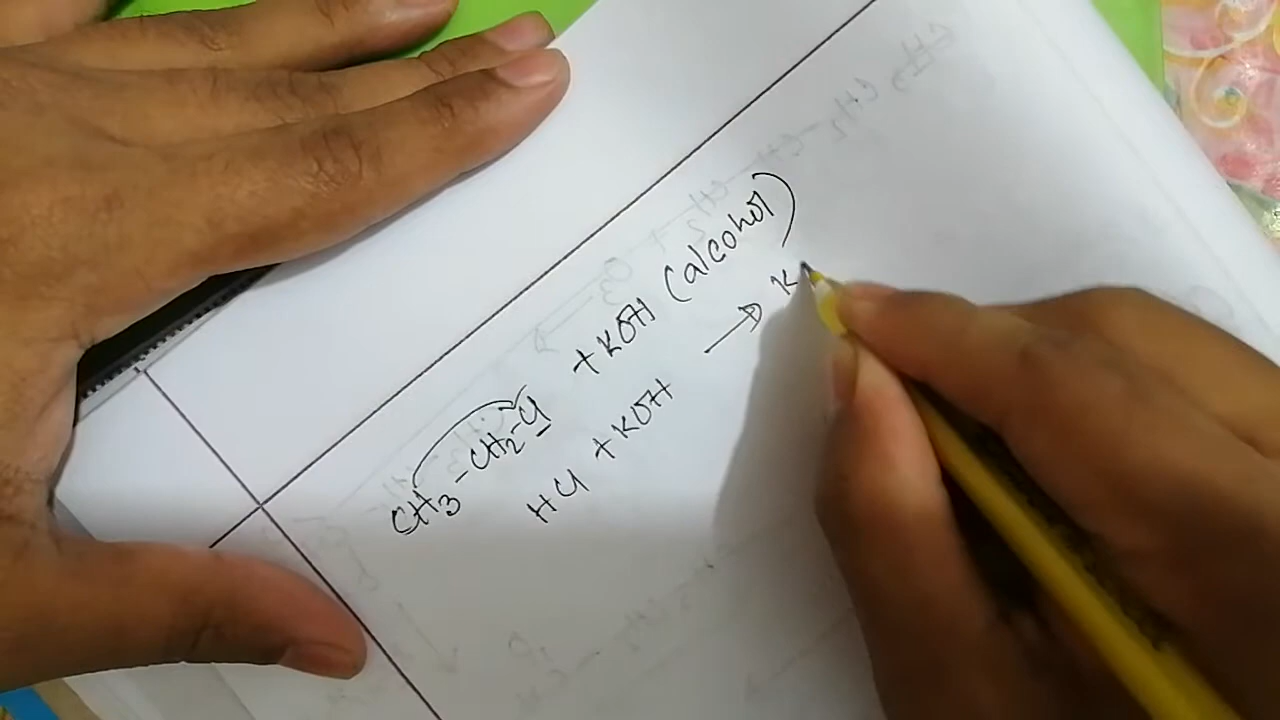 CH3-CH2-Cl + KOH (alcohol)
HCl + KOH → K